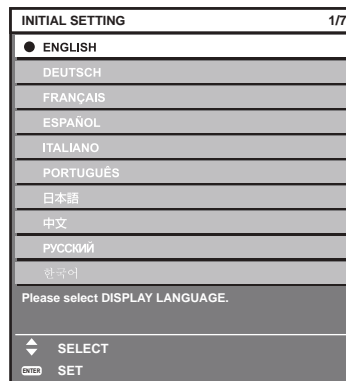 INITIAL SETTING 1/7
ENGLISH
DEUTSCH
FRANÇAIS
ESPAÑOL
ITALIANO
PORTUGUÊS
日本語
中文
РУССКИЙ
한국어
Please select DISPLAY LANGUAGE.
SELECT
ENTER SET